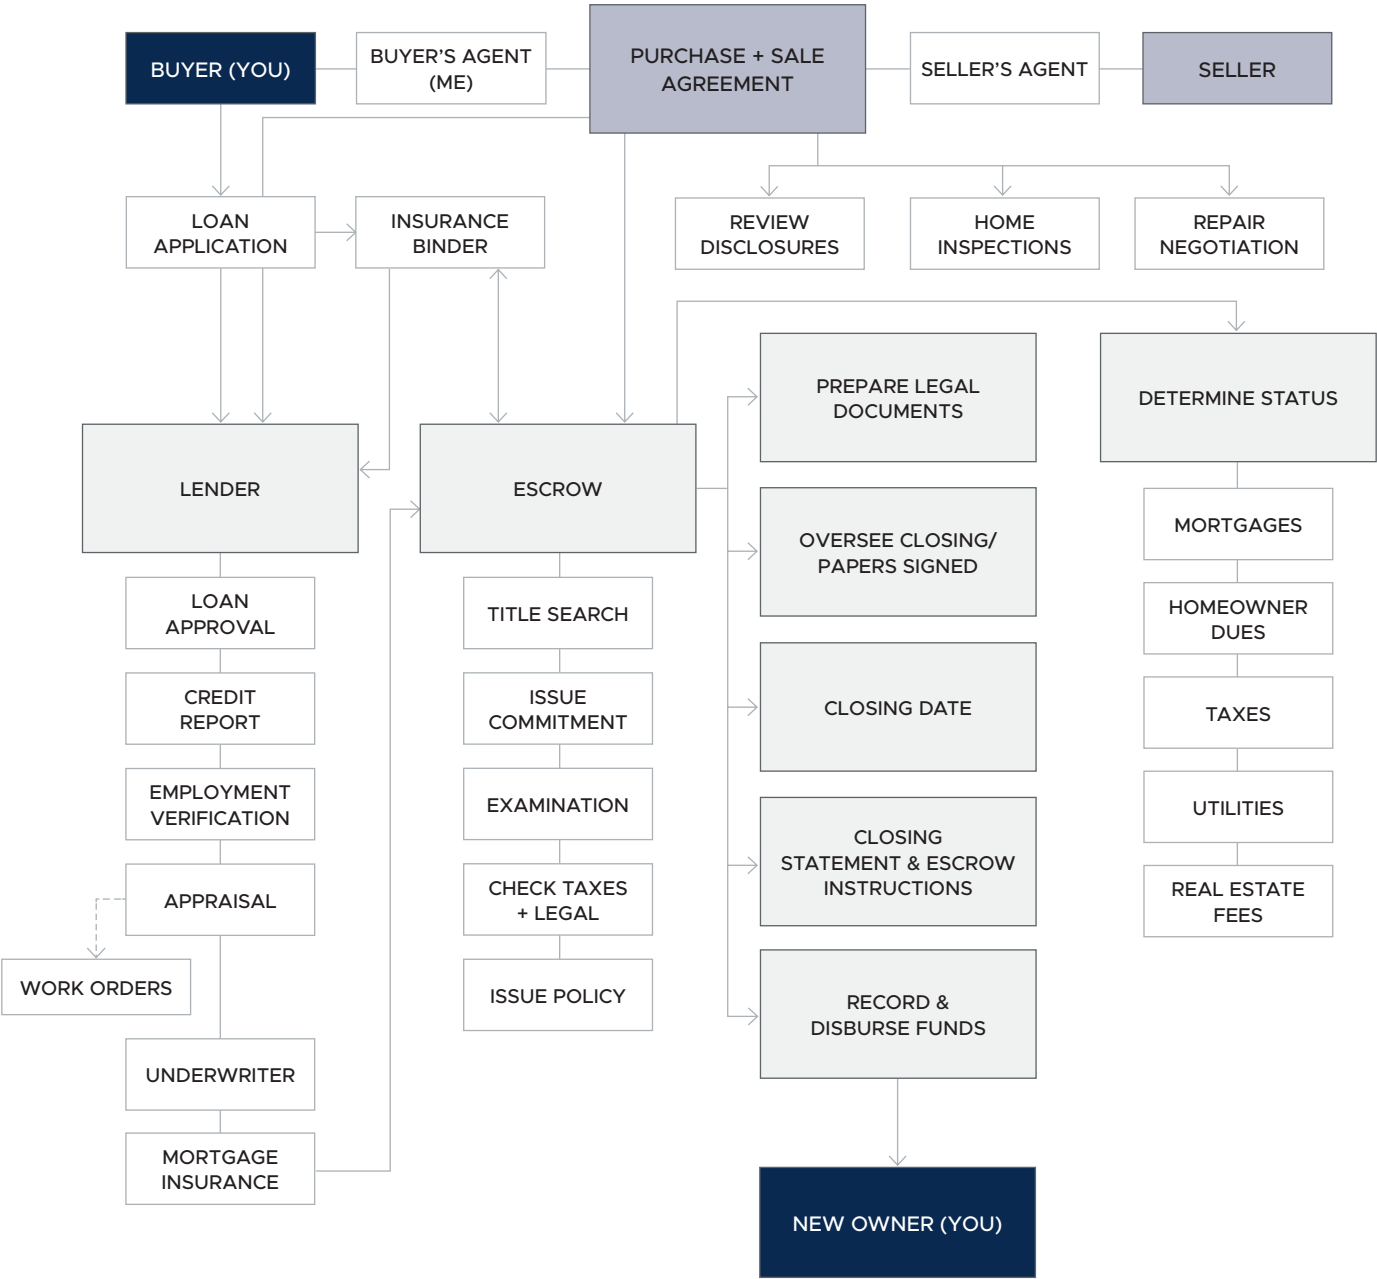 BUYER (YOU)
BUYER’S AGENT
(ME)
PURCHASE + SALE
AGREEMENT
SELLER’S AGENT
SELLER
LOAN
APPLICATION
INSURANCE
BINDER
REVIEW
DISCLOSURES
HOME
INSPECTIONS
REPAIR
NEGOTIATION
LENDER
LOAN
APPROVAL
CREDIT
REPORT
EMPLOYMENT
VERIFICATION
APPRAISAL
WORK ORDERS
UNDERWRITER
MORTGAGE
INSURANCE
ESCROW
TITLE SEARCH
ISSUE
COMMITMENT
EXAMINATION
CHECK TAXES
+ LEGAL
ISSUE POLICY
PREPARE LEGAL
DOCUMENTS
OVERSEE CLOSING/
PAPERS SIGNED
CLOSING DATE
CLOSING
STATEMENT & ESCROW
INSTRUCTIONS
RECORD &
DISBURSE FUNDS
NEW OWNER (YOU)
DETERMINE STATUS
MORTGAGES
HOMEOWNER
DUES
TAXES
UTILITIES
REAL ESTATE
FEES